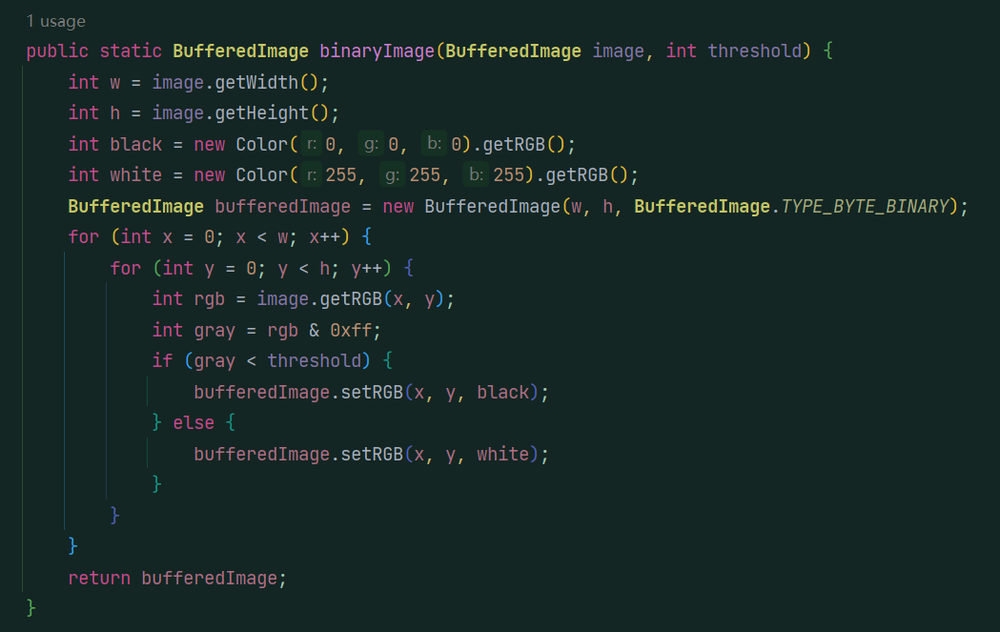 1 usage
public static BufferedImage binaryImage(BufferedImage image, int threshold) {
int w = image.getWidth();
int h = image.getHeight();
int black = new Color( r: 0, g: 0, b: 0).getRGB();
int white = new Color( r: 255, g: 255, b: 255).getRGB();
BufferedImage bufferedImage = new BufferedImage(w, h, BufferedImage.TYPE_BYTE_BINARY);
for (int x = 0; x < w; x++) {
for (int y = 0; y < h; y++) {
int rgb = image.getRGB(x, y);
int gray = rgb & 0xff;
if (gray < threshold) {
bufferedImage.setRGB(x, y, black);
} else {
bufferedImage.setRGB(x, y, white);
}
}
}
return bufferedImage;
}